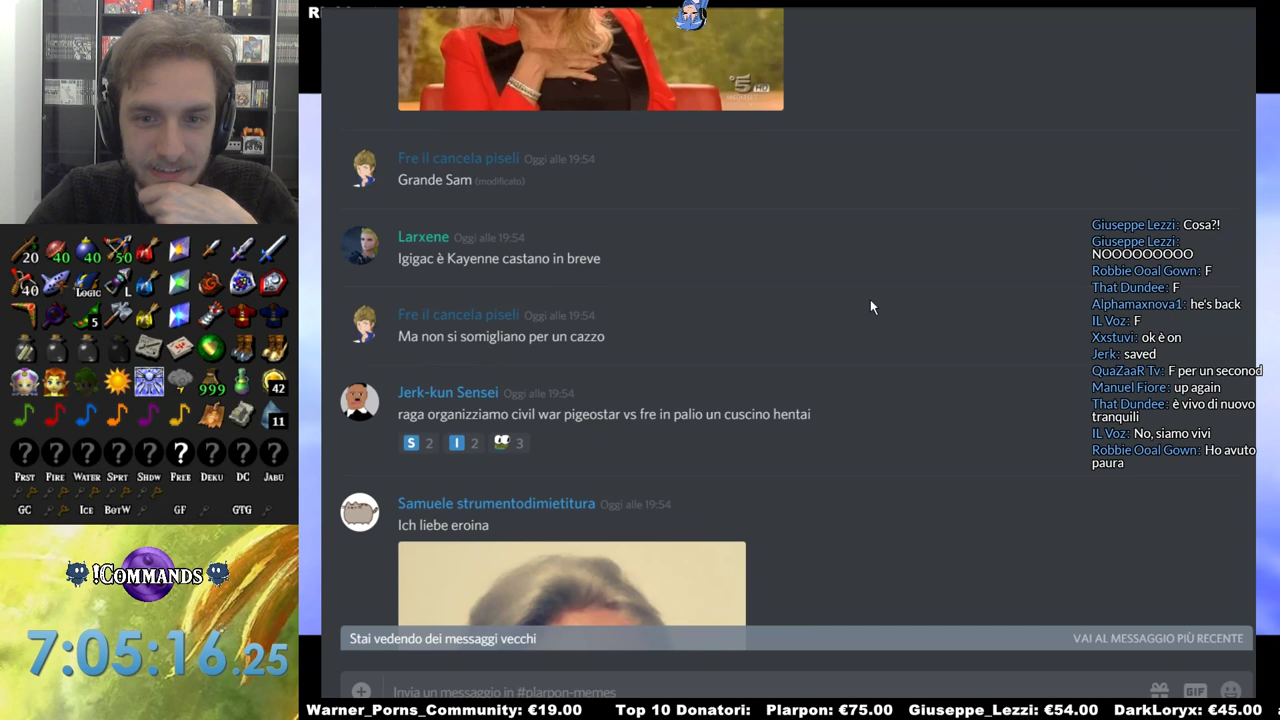 5 HD
Fre il cancela piseli Oggi alle 19:54
Grande Sam (modificato)
Larxene Oggi alle 19:54
Igigac è Kayenne castano in breve
Fre il cancela piseli Oggi alle 19:54
Ma non si somigliano per un cazzo
Jerk-kun Sensei Oggi alle 19:54
raga organizziamo civil war pigeostar vs fre in palio un cuscino hentai
S 2 I 2 3
Samuele strumentodimietitura Oggi alle 19:54
Ich liebe eroina
Stai vedendo dei messaggi vecchi
VAI AL MESSAGGIO PIÙ RECENTE
Invia un messaggio in #plarpon-memes
GIF
Giuseppe Lezzi: Cosa?!
Giuseppe Lezzi:
NOOOOOOOOO
Robbie Ooal Gown: F
That Dundee: F
Alphamaxnova1: he's back
IL Voz: F
Xxstuvi: ok è on
Jerk: saved
QuaZaaR Tv: F per un seconod
Manuel Fiore: up again
That Dundee: è vivo di nuovo
tranquili
IL Voz: No, siamo vivi
Robbie Ooal Gown: Ho avuto
paura
20 40 40 50
40 LOGIC L
5
999 42
11
? ? ? ? ? ? ? ? ?
FRST FIRE WATER SPRT SHDW FREE DEKU DC JABU
GC ICE BOTW GF GTG
!COMMANDS
7:05:16.25
Warner_Porns_Community: €19.00 Top 10 Donatori: Plarpon: €75.00 Giuseppe_Lezzi: €54.00 DarkLoryx: €45.00